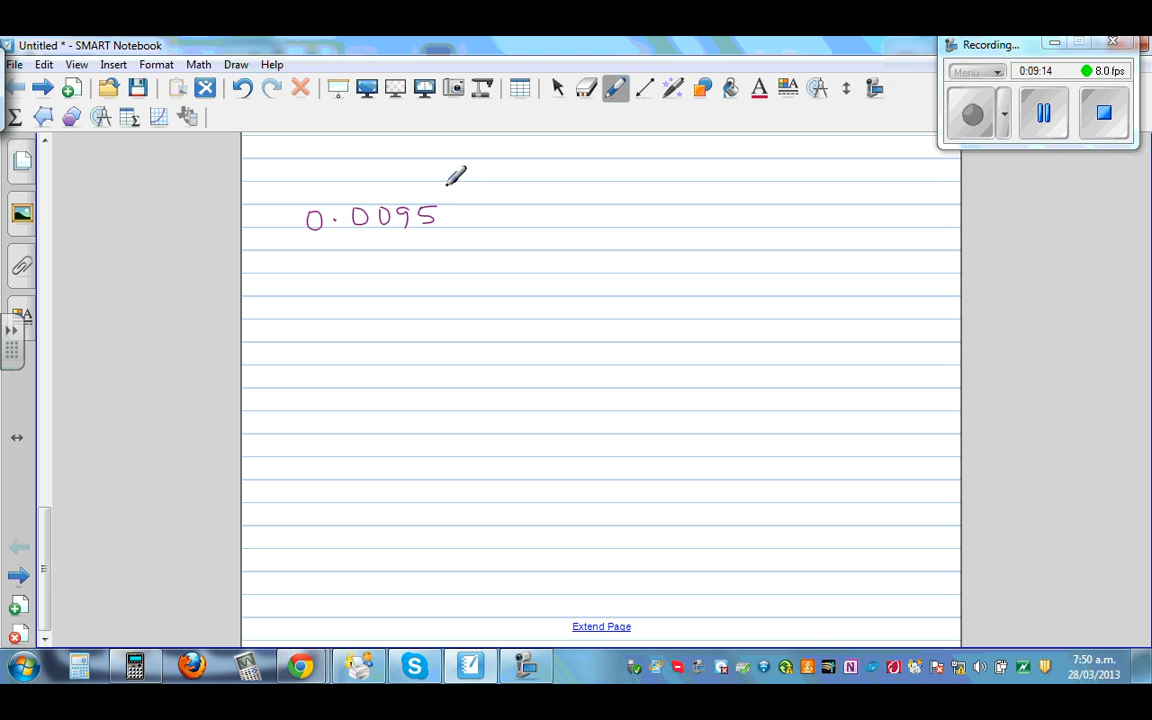 Untitled * - SMART Notebook
Recording...
File Edit View Insert Format Math Draw Help
Menu 0:09:14 8.0 fps
0.0095
Extend Page
7:50 a.m.
28/03/2013